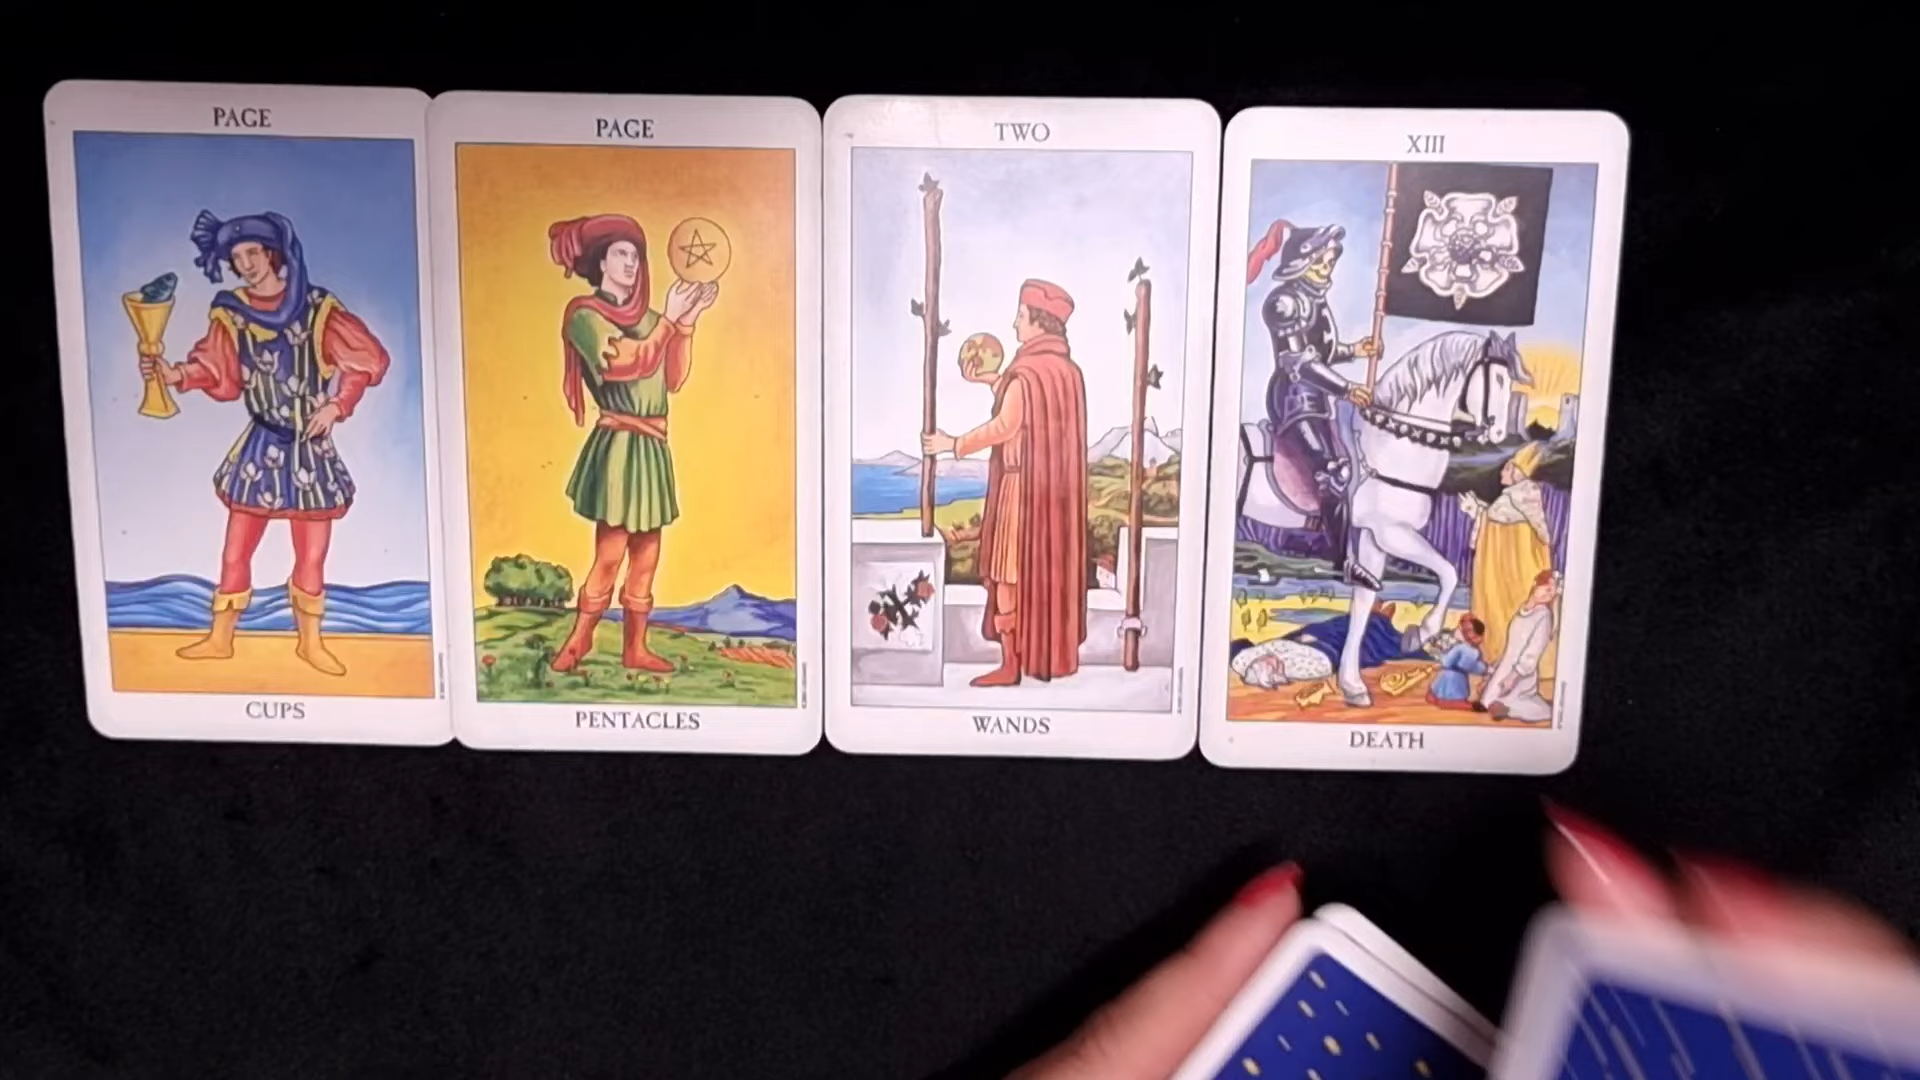 PAGE
CUPS
PAGE
PENTACLES
TWO
WANDS
XIII
DEATH